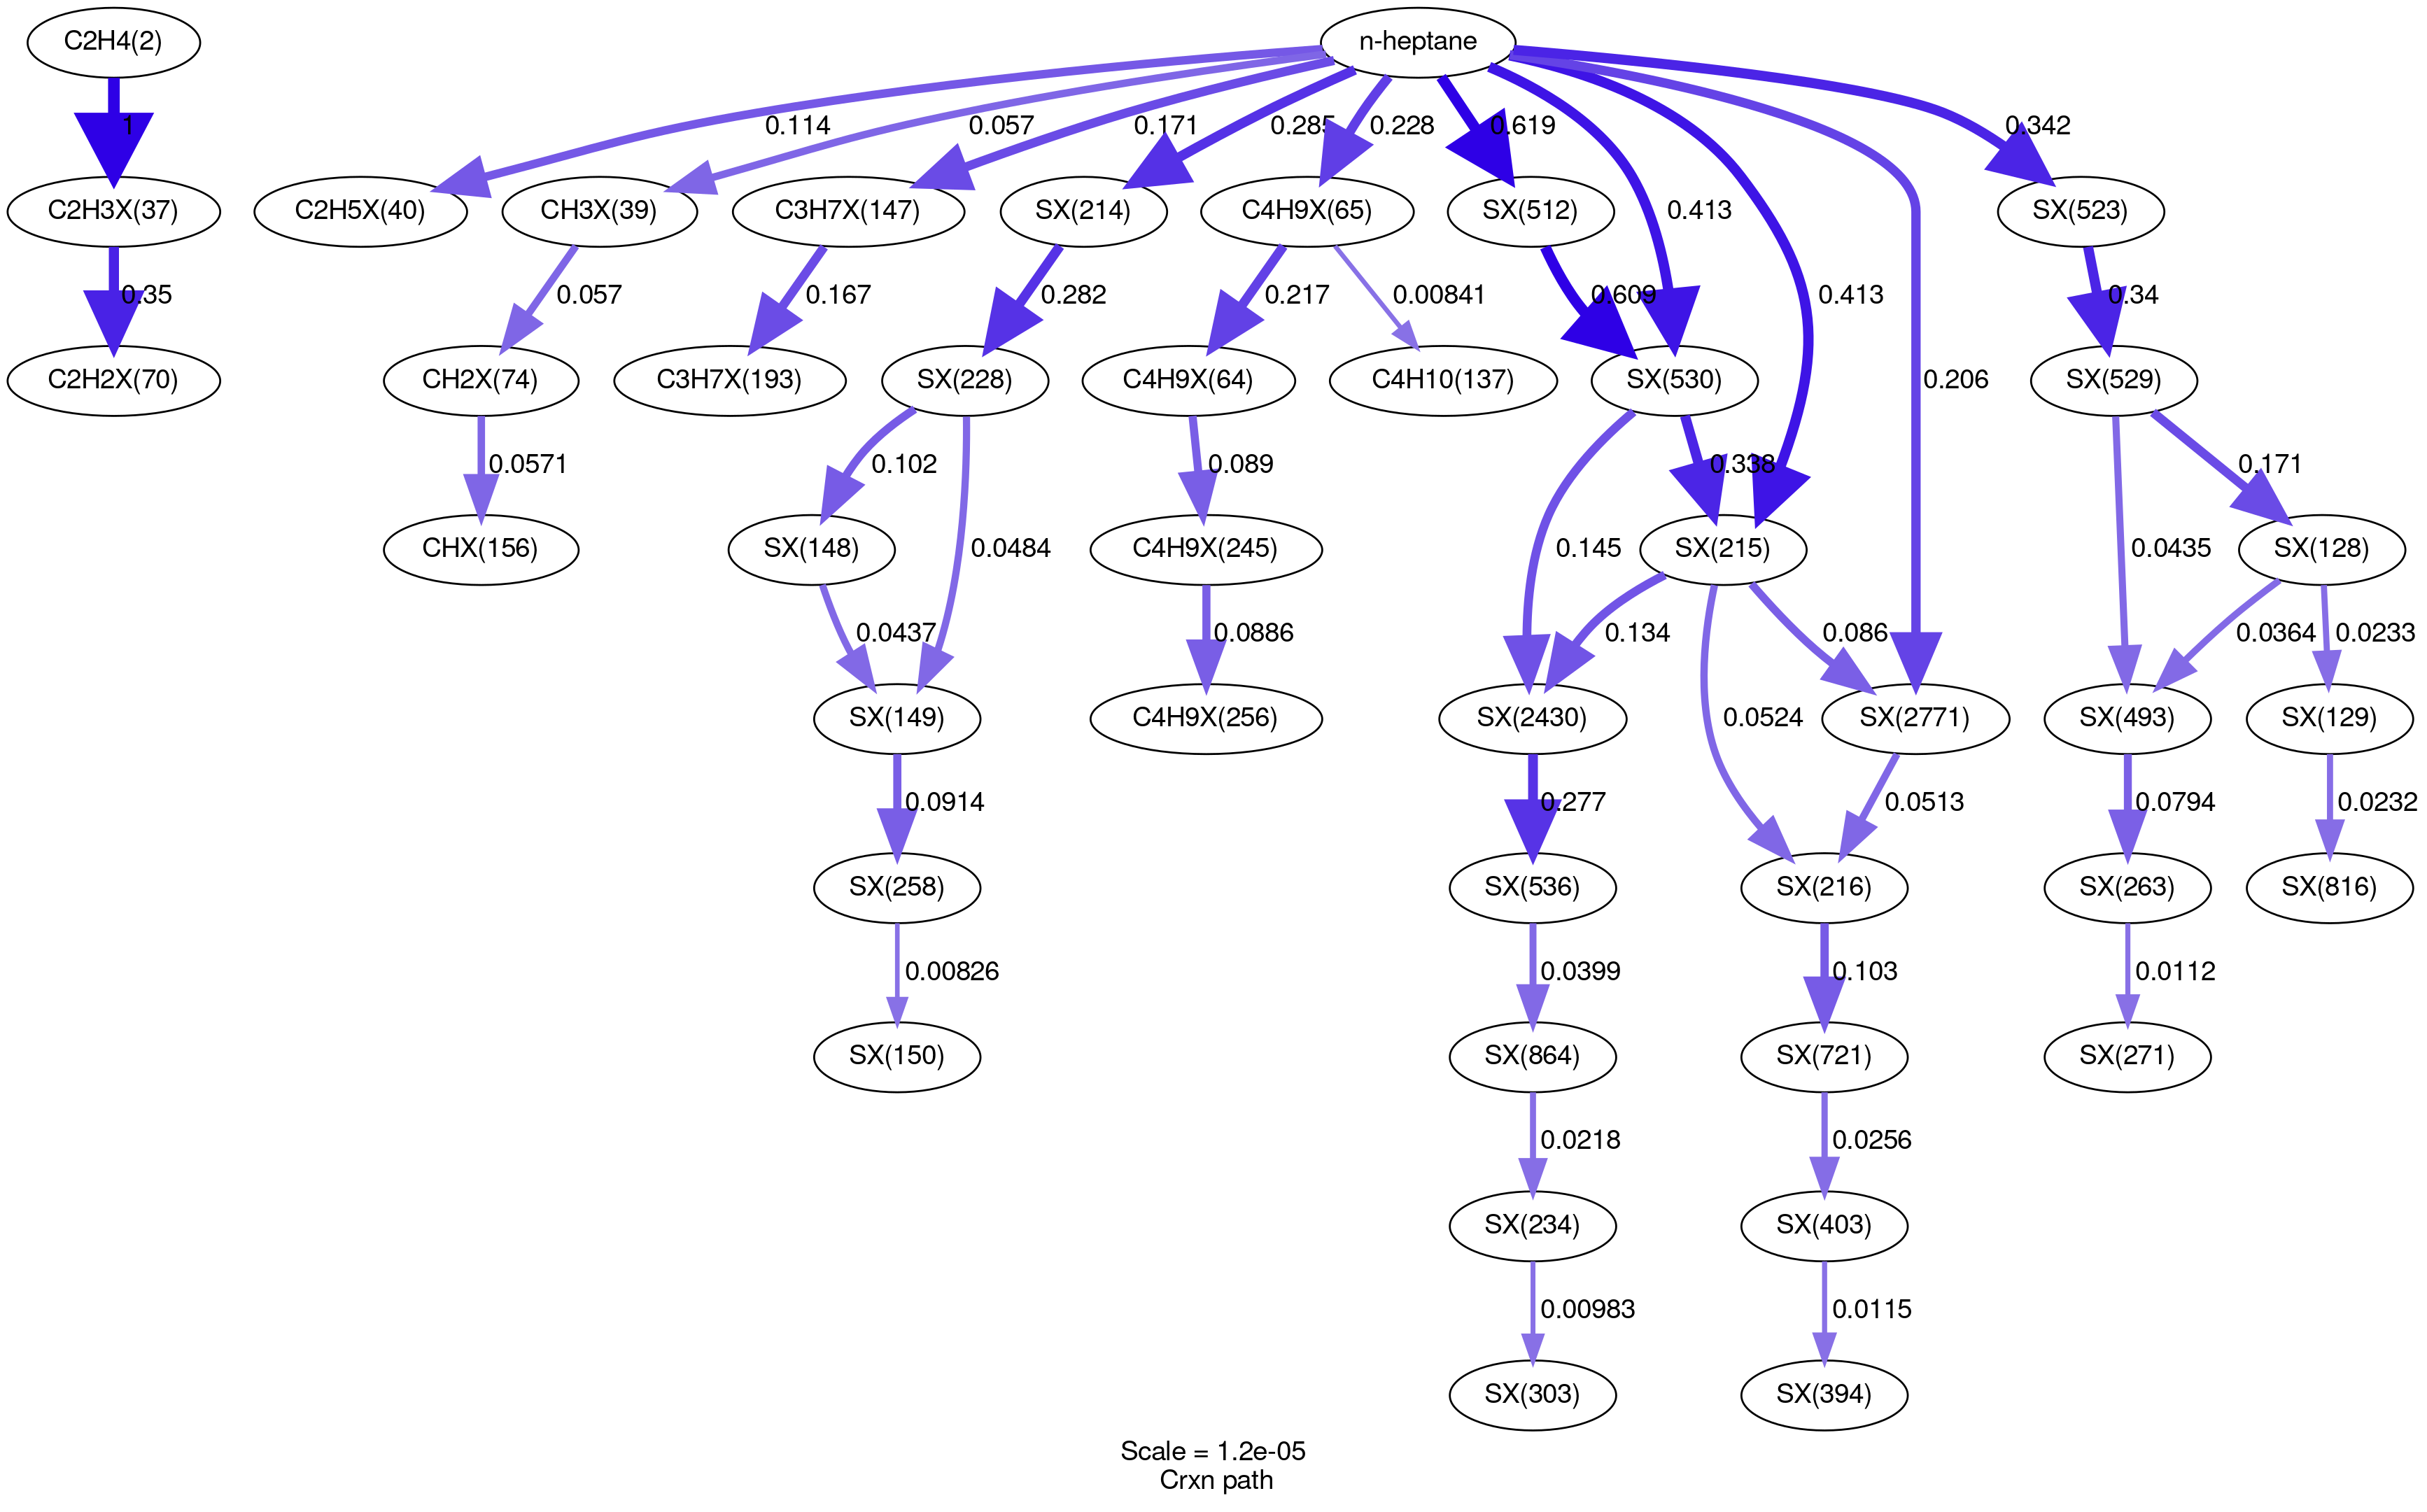 C2H4(2)
n-heptane
1
0.114
0.057
0.171
0.285
0.228
0.619
0.413
0.342
C2H3X(37)
C2H5X(40)
CH3X(39)
C3H7X(147)
SX(214)
C4H9X(65)
SX(512)
SX(523)
0.35
0.057
0.167
0.282
0.217
0.00841
0.609
0.413
0.34
C2H2X(70)
CH2X(74)
C3H7X(193)
SX(228)
C4H9X(64)
C4H10(137)
SX(530)
0.206
SX(529)
0.0571
0.102
0.089
0.338
0.171
CHX(156)
SX(148)
0.0484
C4H9X(245)
0.145
SX(215)
0.0435
SX(128)
0.0437
0.0886
0.134
0.086
0.0364
0.0233
SX(149)
C4H9X(256)
SX(2430)
0.0524
SX(2771)
SX(493)
SX(129)
0.0914
0.277
0.0513
0.0794
0.0232
SX(258)
SX(536)
SX(216)
SX(263)
SX(816)
0.00826
0.0399
0.103
0.0112
SX(150)
SX(864)
SX(721)
SX(271)
0.0218
0.0256
SX(234)
SX(403)
0.00983
0.0115
SX(303)
SX(394)
Scale = 1.2e-05
Crxn path